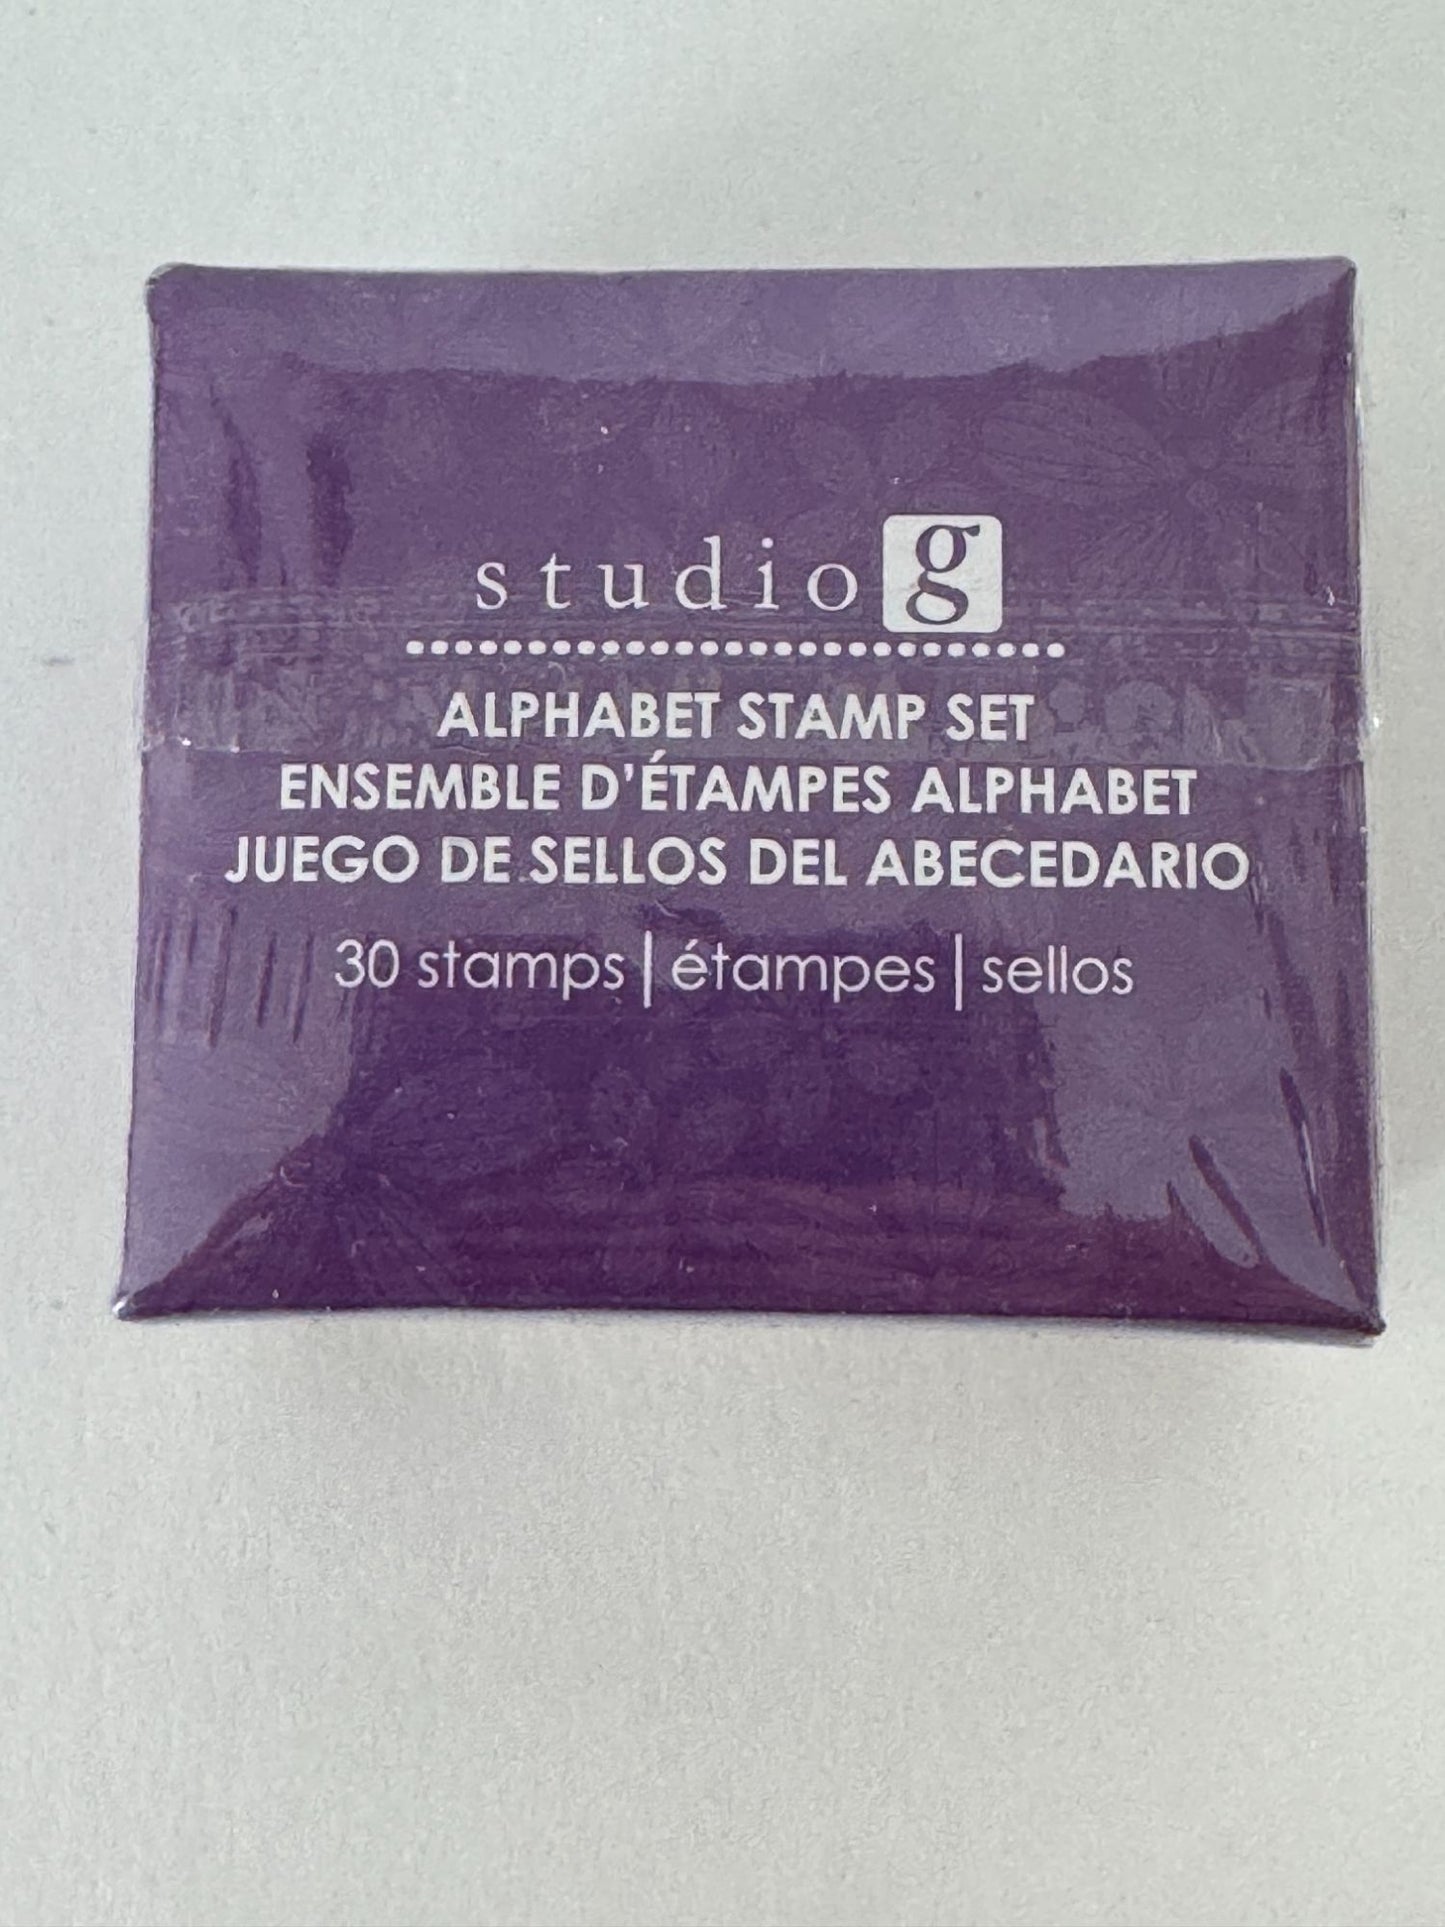 studio g
ALPHABET STAMP SET
ENSEMBLE D'ÉTAMPES ALPHABET
JUEGO DE SELLOS DEL ABECEDARIO
30 stamps | étampes | sellos